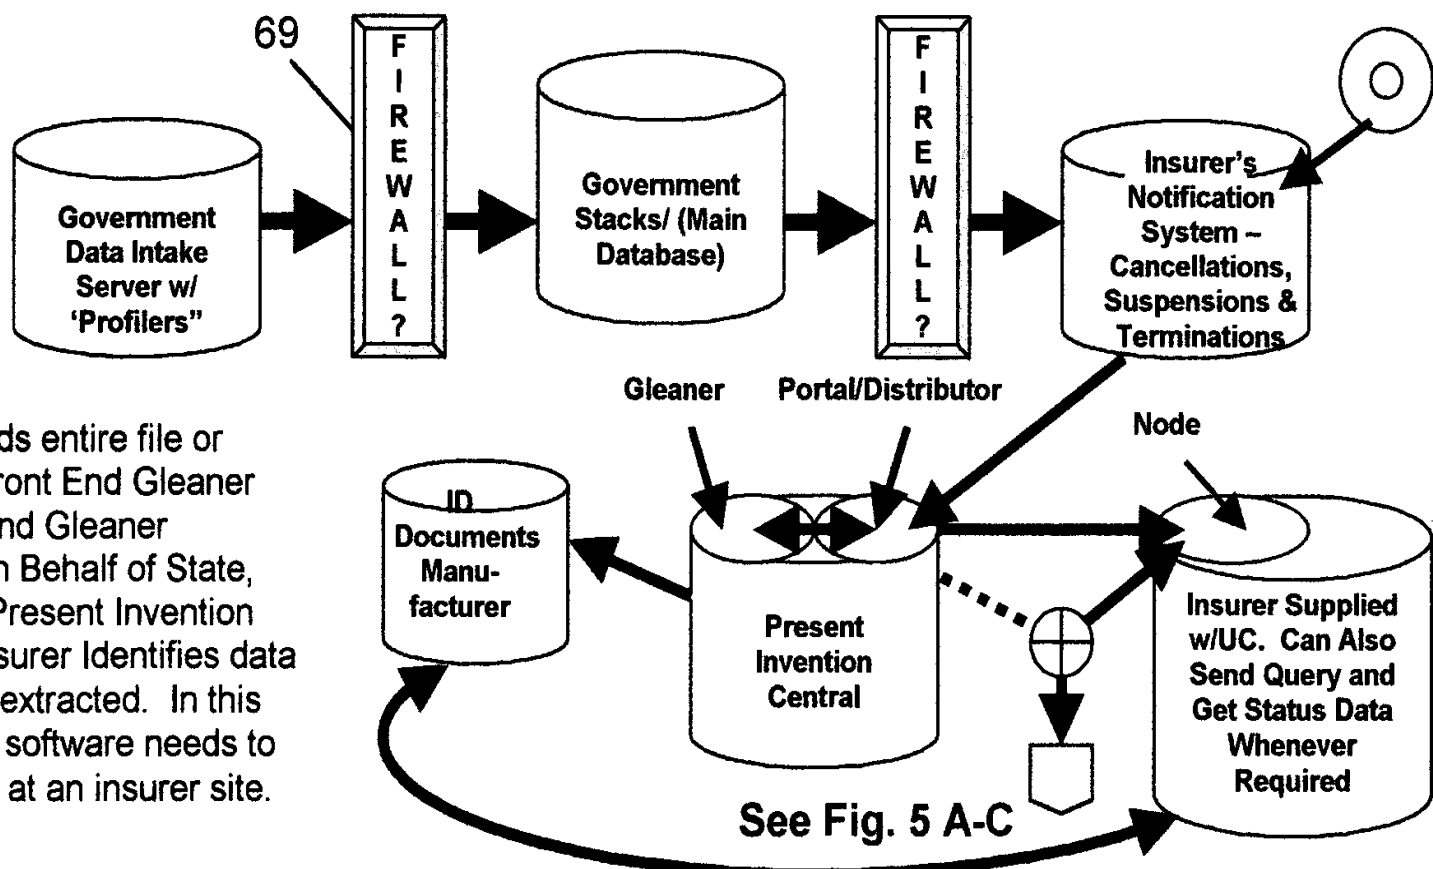 69
F
I
R
E
W
A
L
L
?
F
I
R
E
W
A
L
L
?
Government
Data Intake
Server w/
‘Profilers”
Government
Stacks/ (Main
Database)
Insurer’s
Notification
System –
Cancellations,
Suspensions &
Terminations
Gleaner
Portal/Distributor
Node
ds entire file or
ront End Gleaner
nd Gleaner
n Behalf of State,
Present Invention
surer Identifies data
extracted. In this
software needs to
at an insurer site.
ID
Documents
Manu-
facturer
Present
Invention
Central
Insurer Supplied
w/UC. Can Also
Send Query and
Get Status Data
Whenever
Required
See Fig. 5 A-C